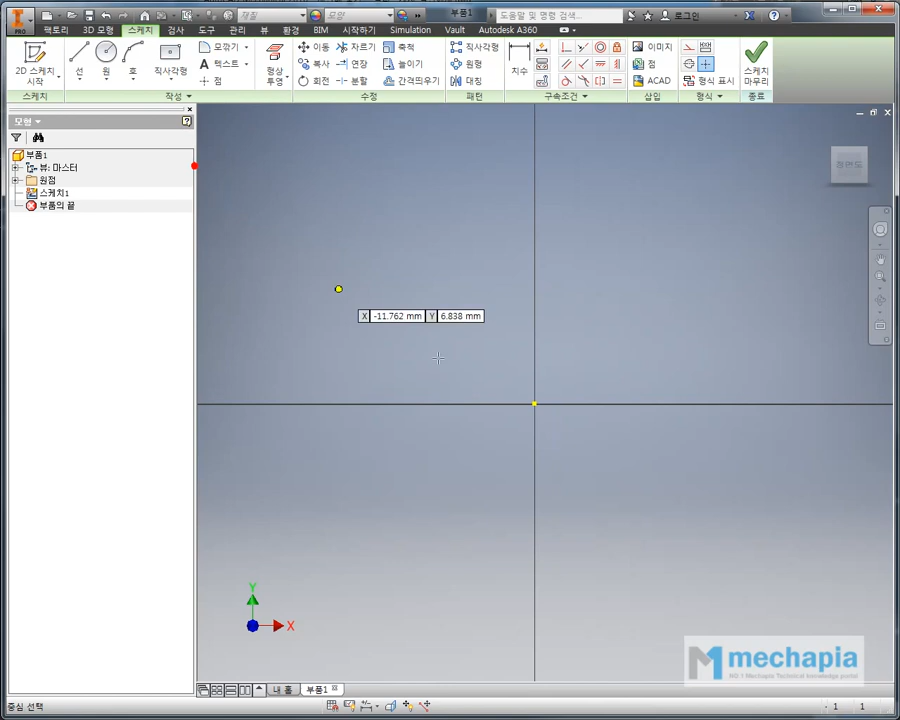 부품1
도움말 및 명령 검색...
로그인
PRO
팩토리 3D 모형 스케치 검사 도구 관리 뷰 환경 BIM 시작하기 Simulation Vault Autodesk A360
2D 스케치
시작
선
원
호
직사각형
모깎기
텍스트
점
형상
투영
이동
복사
회전
자르기
연장
분할
축척
늘이기
간격띄우기
직사각형
원형
대칭
치수
이미지
점
ACAD
형식 표시
스케치
마무리
스케치
작성
수정
패턴
구속조건
삽입
형식
종료
모형
부품1
뷰: 마스터
원점
스케치1
부품의 끝
정면도
X -11.762 mm Y 6.838 mm
Y
X
mechapia
NO 1 Mechapia Technical knowledge portal
내 홈 부품1
중심 선택
1 1